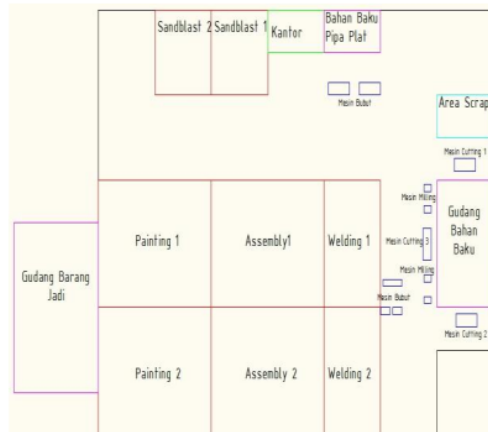 Sandblast 2
Sandblast 1
Kantor
Bahan Baku
Pipa Plat
Mesin Bubut
Area Scrap
Mesin Cutting 1
Mesin Milling
Painting 1
Assembly1
Welding 1
Mesin Cutting 3
Gudang
Bahan
Baku
Gudang Barang
Jadi
Mesin Milling
Mesin Bubut
Mesin Cutting 2
Painting 2
Assembly 2
Welding 2